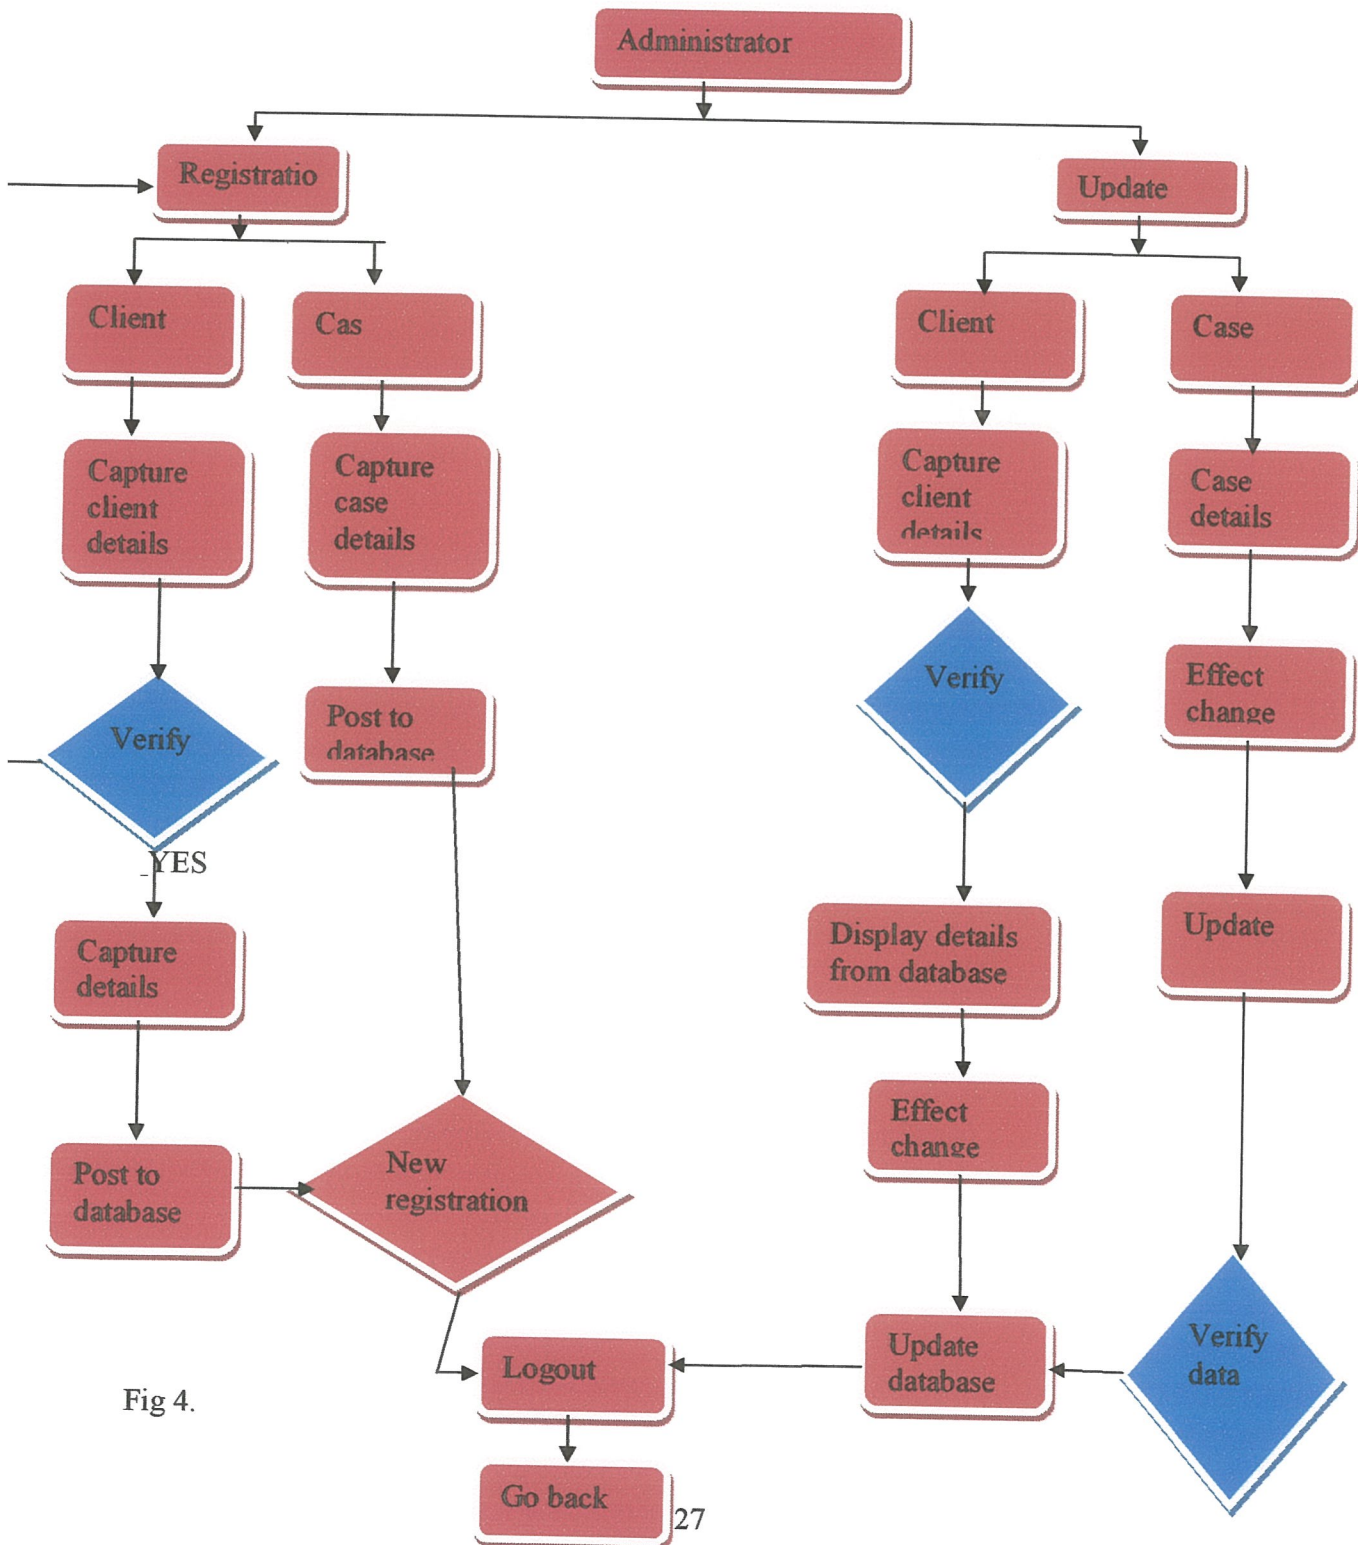 Administrator
Registratio
Update
Client
Cas
Client
Case
Capture
client
details
Capture
case
details
Capture
client
details
Case
details
Verify
Post to
database
Verify
Effect
change
YES
Capture
details
Display details
from database
Update
Post to
database
New
registration
Effect
change
Logout
Update
database
Verify
data
Fig 4.
Go back
27